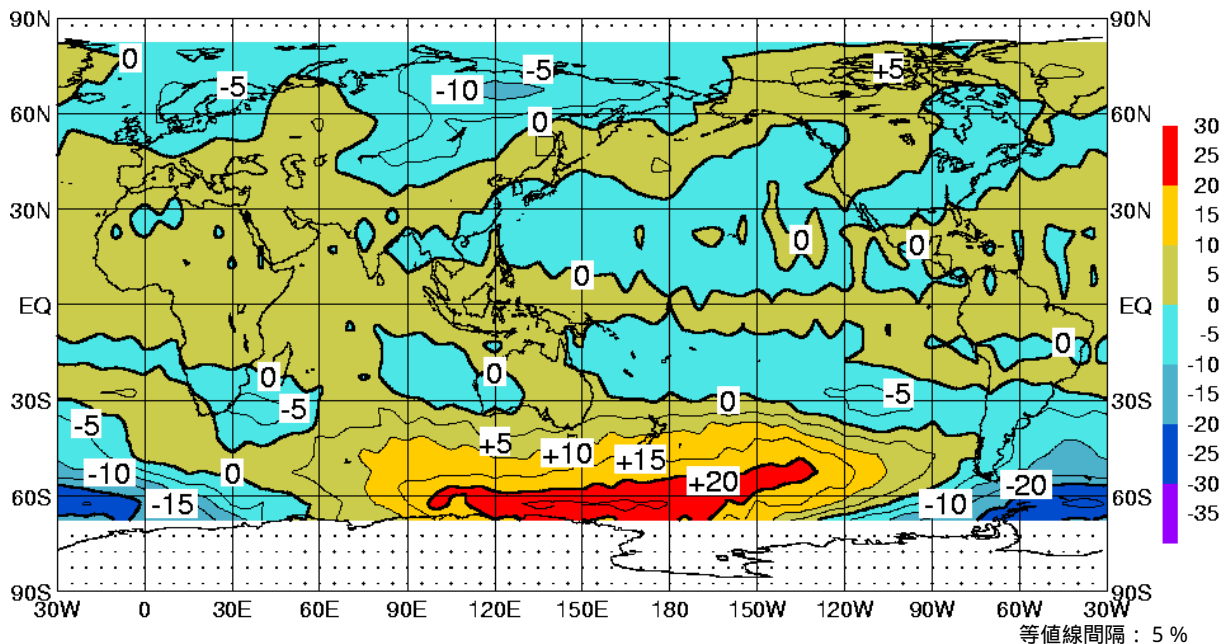 90N 90N
0 -5 +5
-5 -10
60N 60N
0
30N 30N
0 0
0
EQ EQ
0
0 0
-5 0 -5
30S 30S
-5 +5 +10 +15
-10 0 +20 -20
60S -15 -10 60S
90S 90S
30W 0 30E 60E 90E 120E 150E 180 150W 120W 90W 60W 30W
30
25
20
15
10
5
0
-5
-10
-15
-20
-25
-30
-35
等値線間隔： 5 %